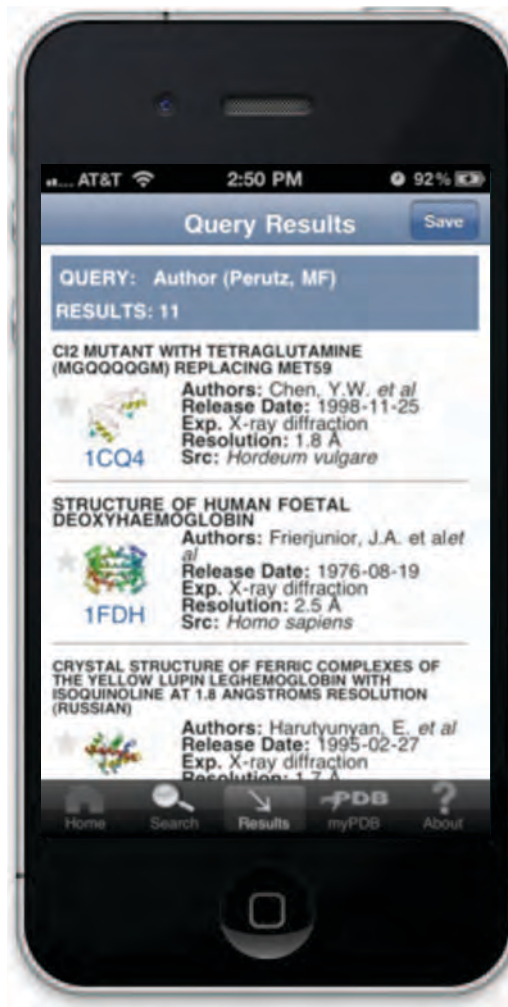 AT&T 2:50 PM 92%
Query Results Save
QUERY: Author (Perutz, MF)
RESULTS: 11
CI2 MUTANT WITH TETRAGLUTAMINE
(MGQQQQGM) REPLACING MET59
Authors: Chen, Y.W. et al
Release Date: 1998-11-25
Exp. X-ray diffraction
Resolution: 1.8 Å
Src: Hordeum vulgare
1CQ4
STRUCTURE OF HUMAN FOETAL
DEOXYHAEMOGLOBIN
Authors: Frierjunior, J.A. et alet
al
Release Date: 1976-08-19
Exp. X-ray diffraction
Resolution: 2.5 Å
Src: Homo sapiens
1FDH
CRYSTAL STRUCTURE OF FERRIC COMPLEXES OF
THE YELLOW LUPIN LEGHEMOGLOBIN WITH
ISOQUINOLINE AT 1.8 ANGSTROMS RESOLUTION
(RUSSIAN)
Authors: Harutyunyan, E. et al
Release Date: 1995-02-27
Exp. X-ray diffraction
Resolution: 1.7 Å
PDB ?
Home Search Results myPDB About